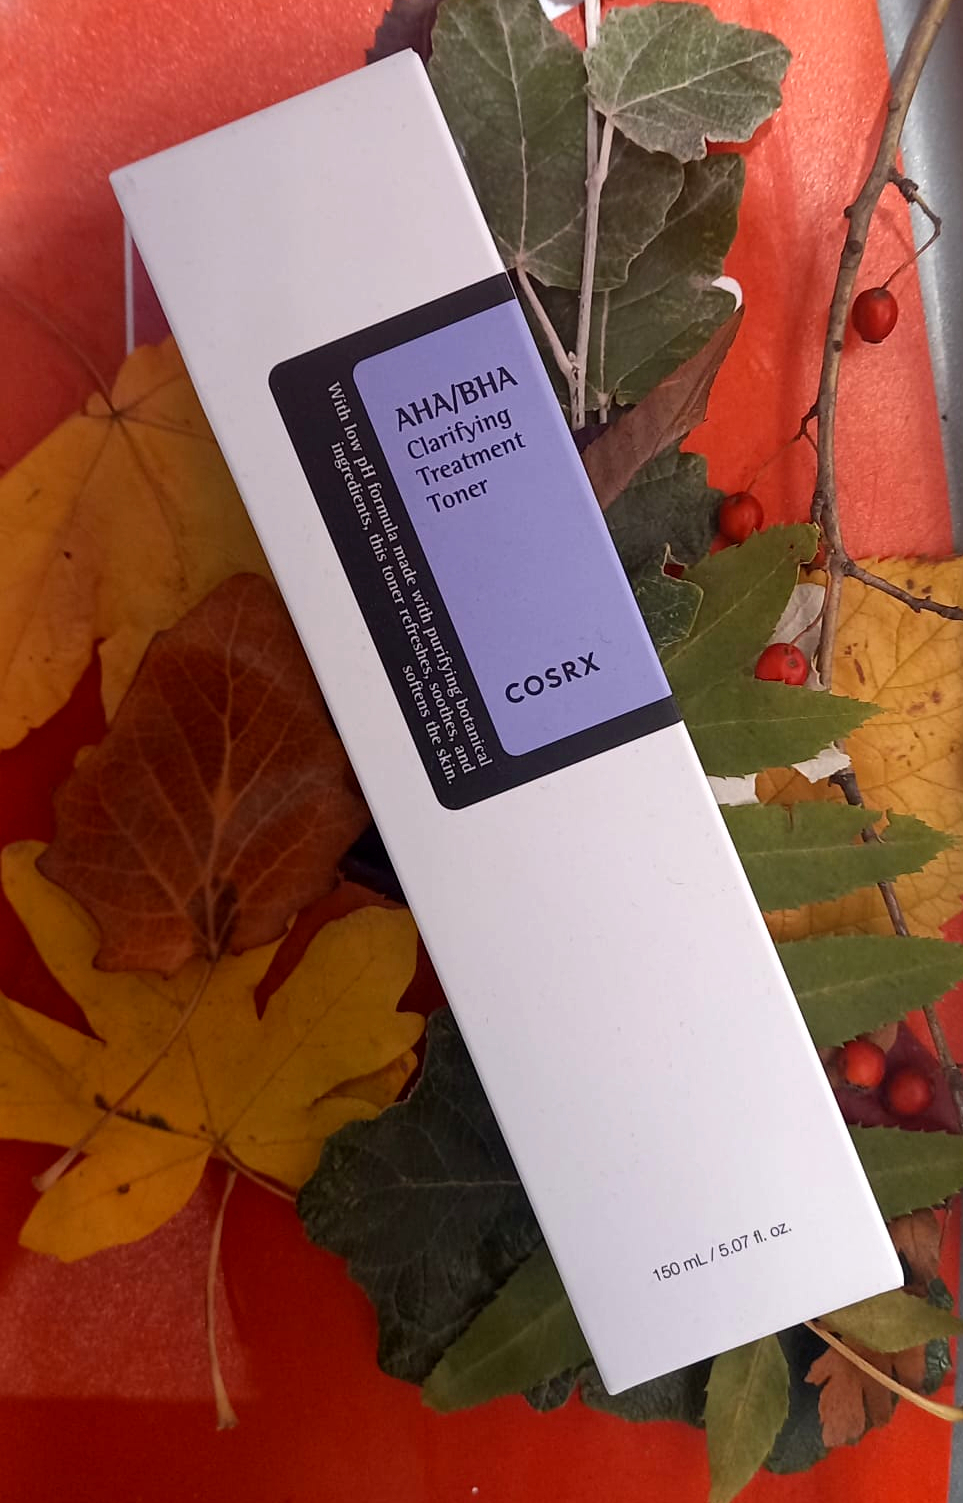 AHA/BHA
Clarifying
Treatment
Toner
COSRX
With low pH formula made with purifying botanical
ingredients, this toner refreshes, soothes, and
softens the skin.
150 mL / 5.07 fl. oz.